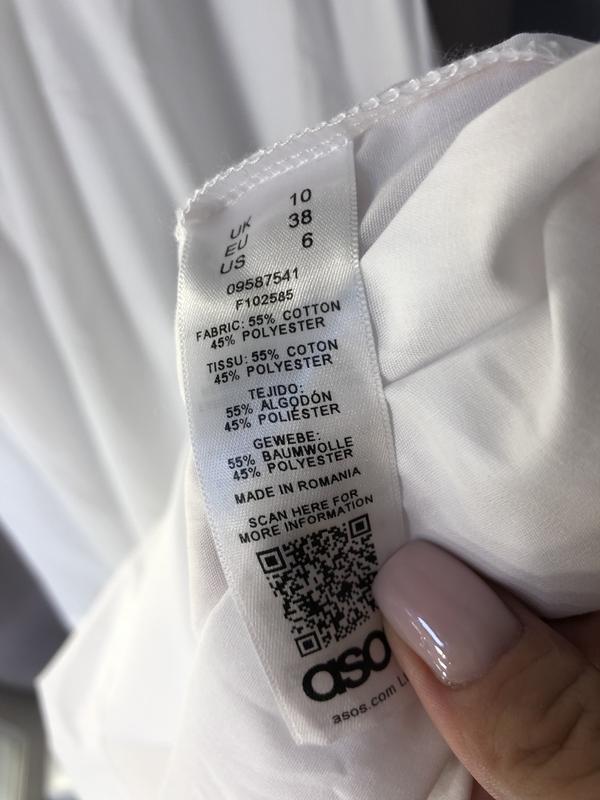 UK 10
EU 38
US 6
09587541
F102585
FABRIC: 55% COTTON
45% POLYESTER
TISSU: 55% COTON
45% POLYESTER
TEJIDO:
55% ALGODÓN
45% POLIÉSTER
GEWEBE:
55% BAUMWOLLE
45% POLYESTER
MADE IN ROMANIA
SCAN HERE FOR
MORE INFORMATION
aso
asos.com